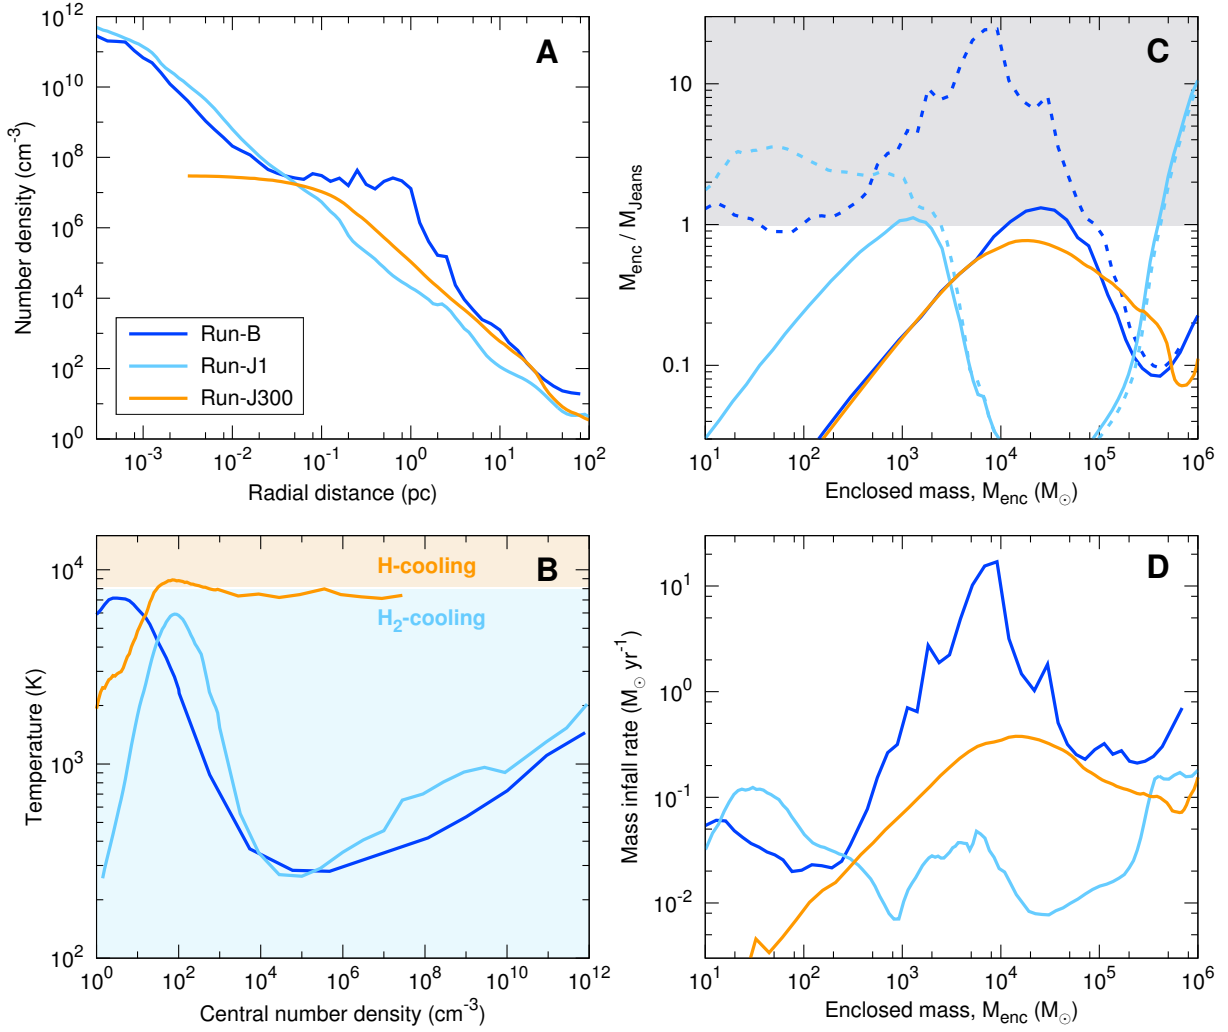 A
10^12
10^10
10^8
10^6
10^4
10^2
10^0
Number density (cm^-3)
Run-B
Run-J1
Run-J300
10^-3 10^-2 10^-1 10^0 10^1 10^2
Radial distance (pc)
C
10
1
0.1
M_enc / M_Jeans
10^1 10^2 10^3 10^4 10^5 10^6
Enclosed mass, M_enc (M_☉)
B
H-cooling
H_2-cooling
10^4
10^3
10^2
Temperature (K)
10^0 10^2 10^4 10^6 10^8 10^10 10^12
Central number density (cm^-3)
D
10^1
10^0
10^-1
10^-2
Mass infall rate (M_☉ yr^-1)
10^1 10^2 10^3 10^4 10^5 10^6
Enclosed mass, M_enc (M_☉)